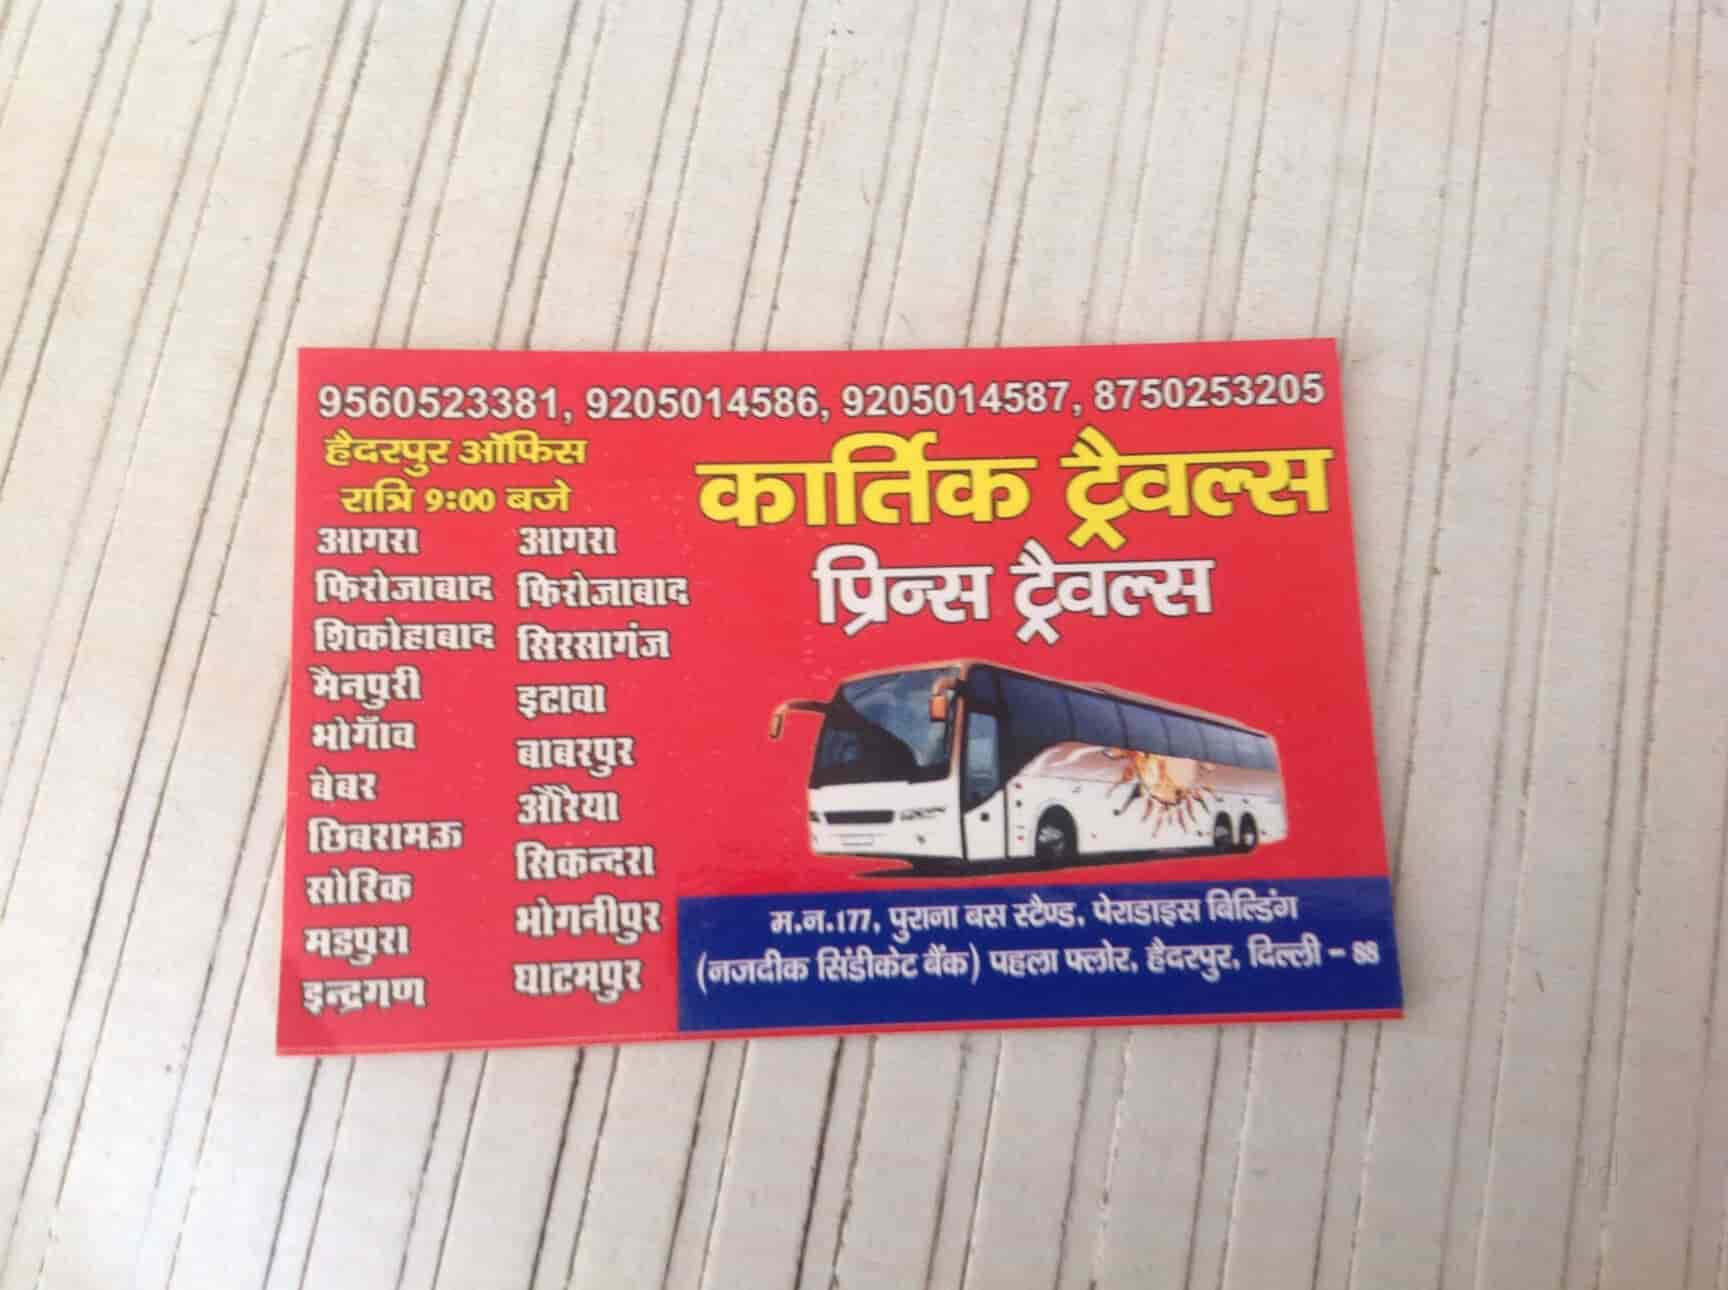 9560523381, 9205014586, 9205014587, 8750253205
हैदरपुर ऑफिस
रात्रि 9:00 बजे
आगरा
फिरोजाबाद
शिकोहाबाद
मैनपुरी
भोगाँव
बेबर
छिबरामऊ
सोरिक
मडपुरा
इन्द्रगण
आगरा
फिरोजाबाद
सिरसागंज
इटावा
बाबरपुर
औरैया
सिकन्दरा
भोगनीपुर
घाटमपुर
कार्तिक ट्रैवल्स
प्रिन्स ट्रैवल्स
म.न.177, पुराना बस स्टैण्ड, पेराडाइस बिल्डिंग
(नजदीक सिंडीकेट बैंक) पहला फ्लोर, हैदरपुर, दिल्ली - 88